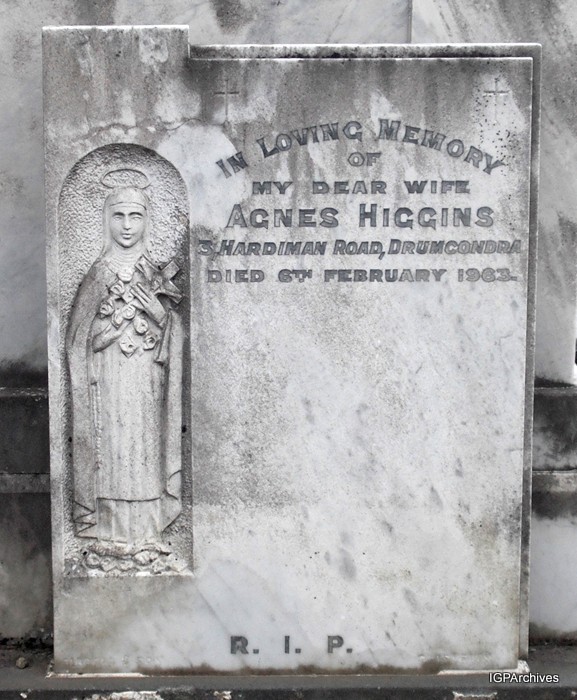 IN LOVING MEMORY
OF
MY DEAR WIFE
AGNES HIGGINS
3, HARDIMAN ROAD, DRUMCONDRA
DIED 6TH FEBRUARY 1963.
R. I. P.
IGPArchives